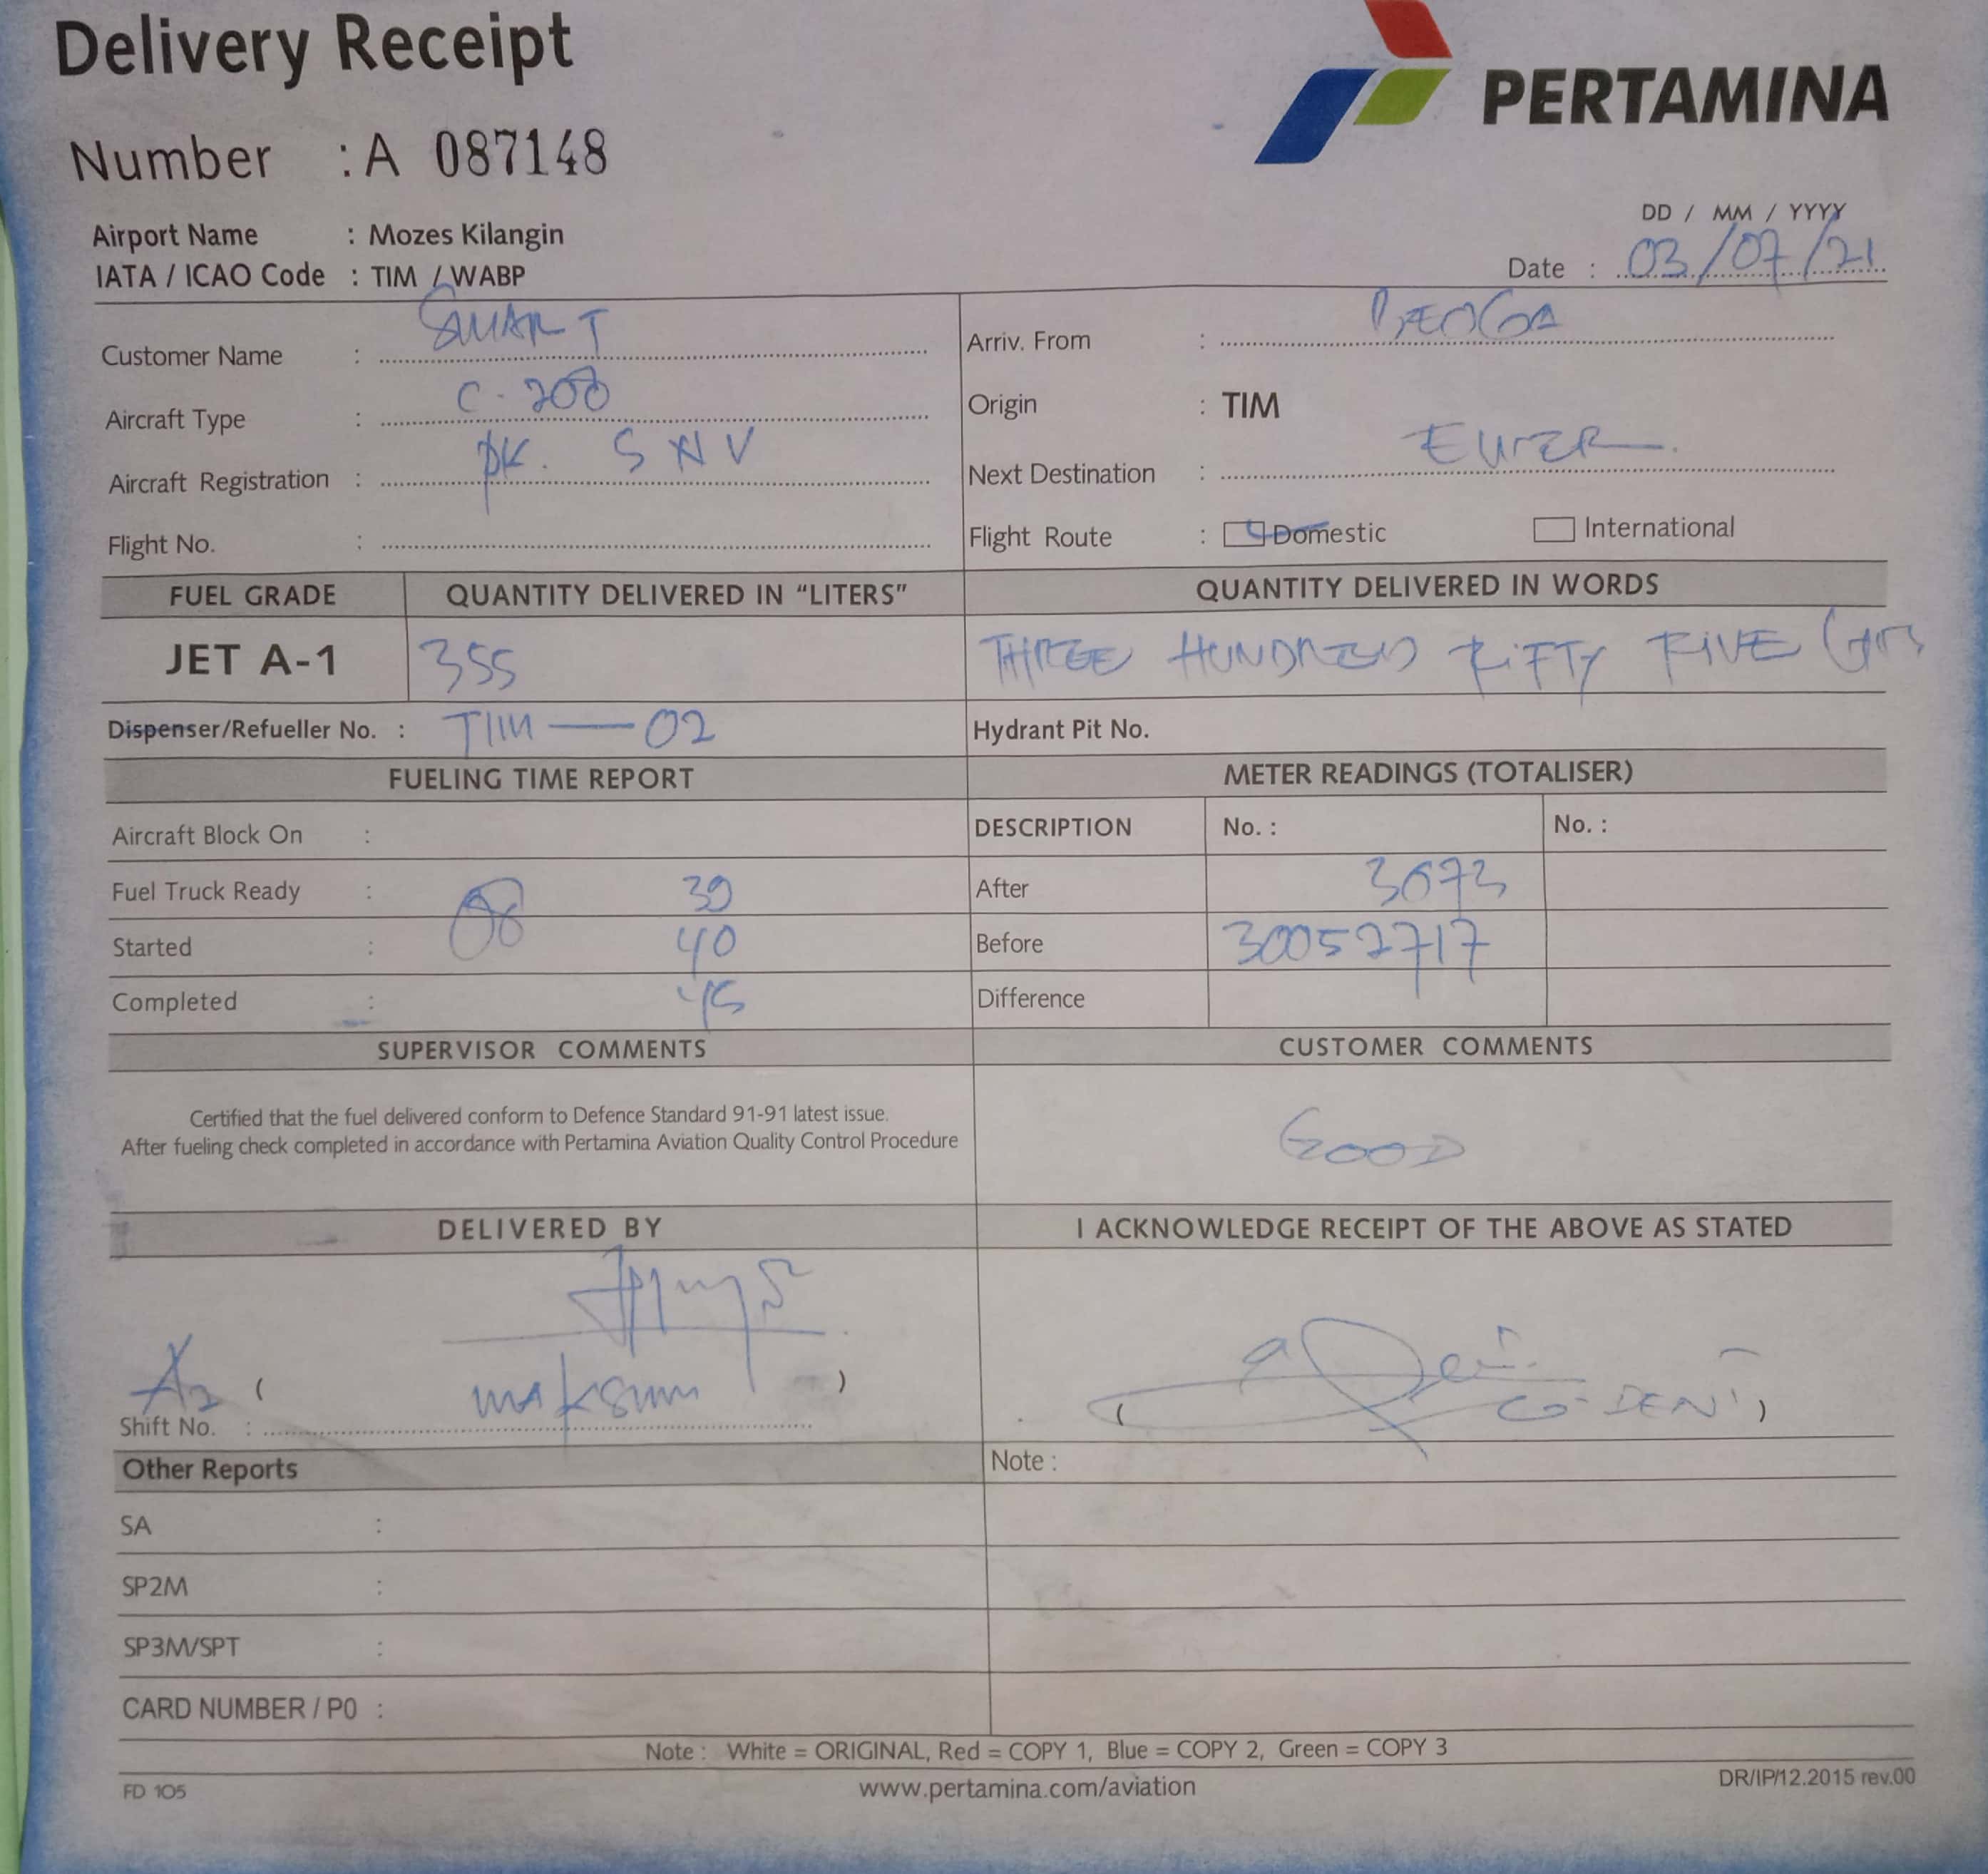 Delivery Receipt
PERTAMINA
Number : A 087148
Airport Name : Mozes Kilangin
IATA / ICAO Code : TIM / WABP
DD / MM / YYYY
Date : 03/07/21
Customer Name : SMART
Arriv. From :
Aircraft Type : C-208
Origin : TIM
Aircraft Registration : PK. SNV
Next Destination : EWER
Flight No. :
Flight Route : Domestic International
FUEL GRADE QUANTITY DELIVERED IN "LITERS" QUANTITY DELIVERED IN WORDS
JET A-1 355 THREE HUNDRED FIFTY FIVE
Dispenser/Refueller No. : TIM — 02 Hydrant Pit No.
FUELING TIME REPORT METER READINGS (TOTALISER)
Aircraft Block On : DESCRIPTION No. : No. :
Fuel Truck Ready : 08 39 After 3073
Started : 40 Before 30052717
Completed : 45 Difference
SUPERVISOR COMMENTS CUSTOMER COMMENTS
Certified that the fuel delivered conform to Defence Standard 91-91 latest issue.
After fueling check completed in accordance with Pertamina Aviation Quality Control Procedure
GOOD
DELIVERED BY I ACKNOWLEDGE RECEIPT OF THE ABOVE AS STATED
( maksum )
( )
Shift No. :
Other Reports Note :
SA :
SP2M :
SP3M/SPT :
CARD NUMBER / PO :
Note : White = ORIGINAL, Red = COPY 1, Blue = COPY 2, Green = COPY 3
FD 105 www.pertamina.com/aviation DR/IP/12.2015 rev.00